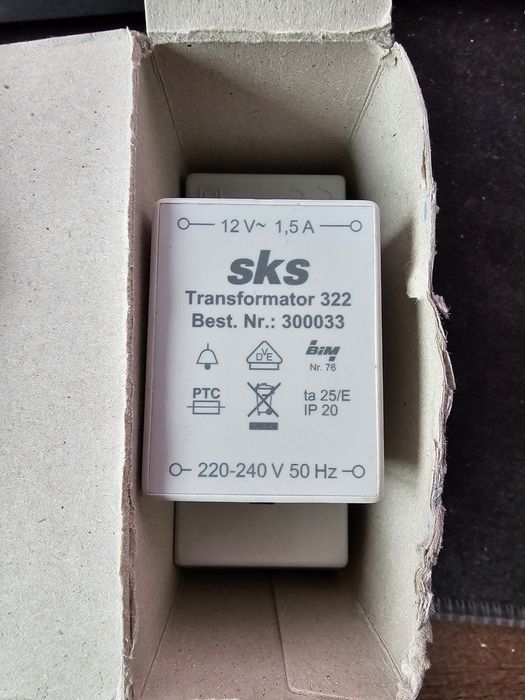 12 V~ 1,5 A
sks
Transformator 322
Best. Nr.: 300033
VDE
BiM
Nr. 76
PTC
ta 25/E
IP 20
220-240 V 50 Hz